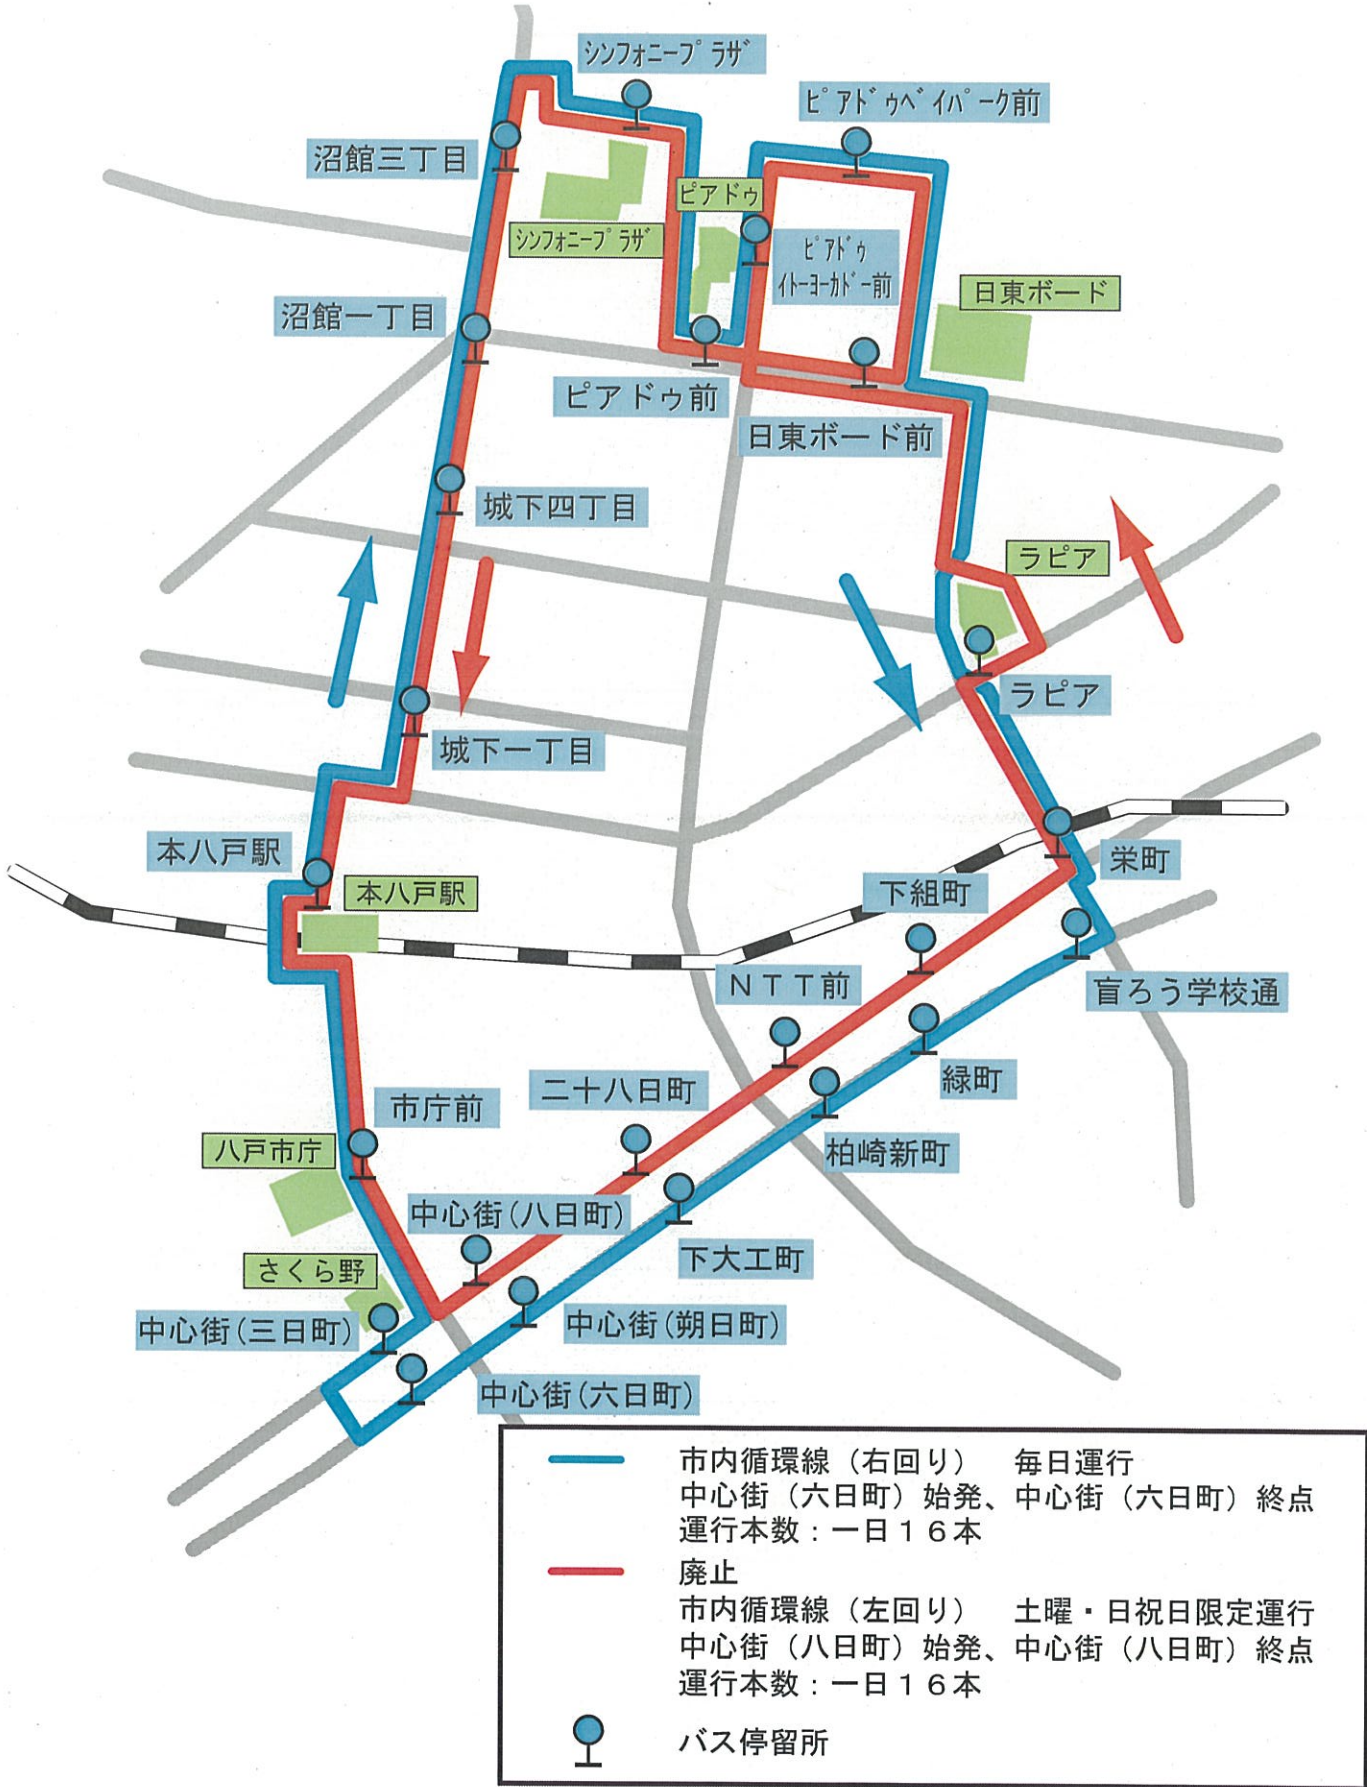 シンフォニープラザ
ピアドゥベイパーク前
沼館三丁目
ピアドゥ
シンフォニープラザ
ピアドゥ
イトーヨーカドー前
日東ボード
沼館一丁目
ピアドゥ前
日東ボード前
城下四丁目
ラピア
ラピア
城下一丁目
本八戸駅
栄町
本八戸駅
下組町
NTT前
盲ろう学校通
緑町
二十八日町
市庁前
八戸市庁
柏崎新町
中心街(八日町)
下大工町
さくら野
中心街(三日町)
中心街(朔日町)
中心街(六日町)
市内循環線（右回り）　毎日運行
中心街（六日町）始発、中心街（六日町）終点
運行本数：一日１６本
廃止
市内循環線（左回り）　土曜・日祝日限定運行
中心街（八日町）始発、中心街（八日町）終点
運行本数：一日１６本
バス停留所